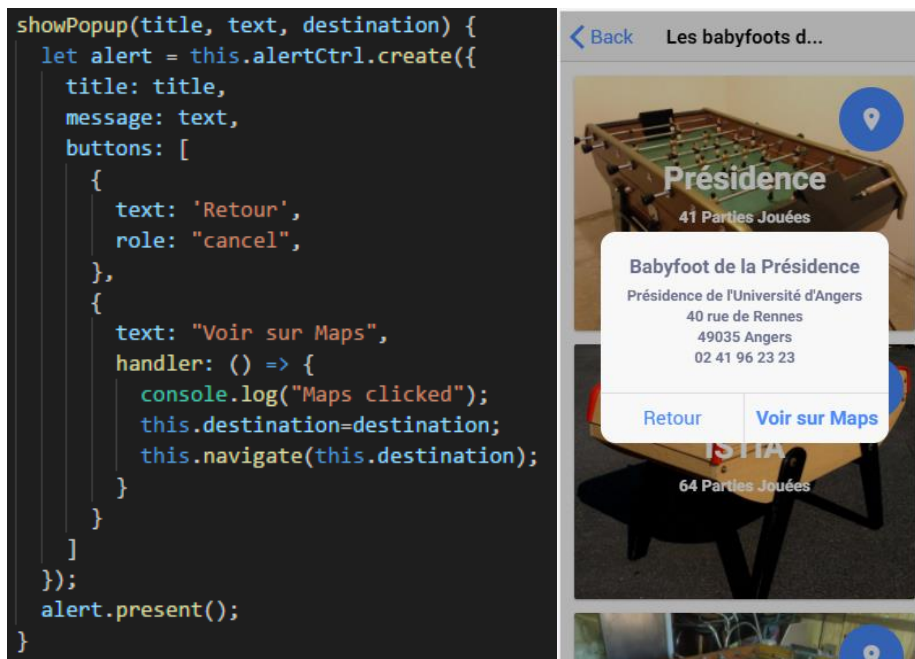 showPopup(title, text, destination) {
let alert = this.alertCtrl.create({
title: title,
message: text,
buttons: [
{
text: 'Retour',
role: "cancel",
},
{
text: "Voir sur Maps",
handler: () => {
console.log("Maps clicked");
this.destination=destination;
this.navigate(this.destination);
}
}
]
});
alert.present();
}
Back Les babyfoots d...
Présidence
41 Parties Jouées
Babyfoot de la Présidence
Présidence de l'Université d'Angers
40 rue de Rennes
49035 Angers
02 41 96 23 23
Retour Voir sur Maps
ISTIA
64 Parties Jouées